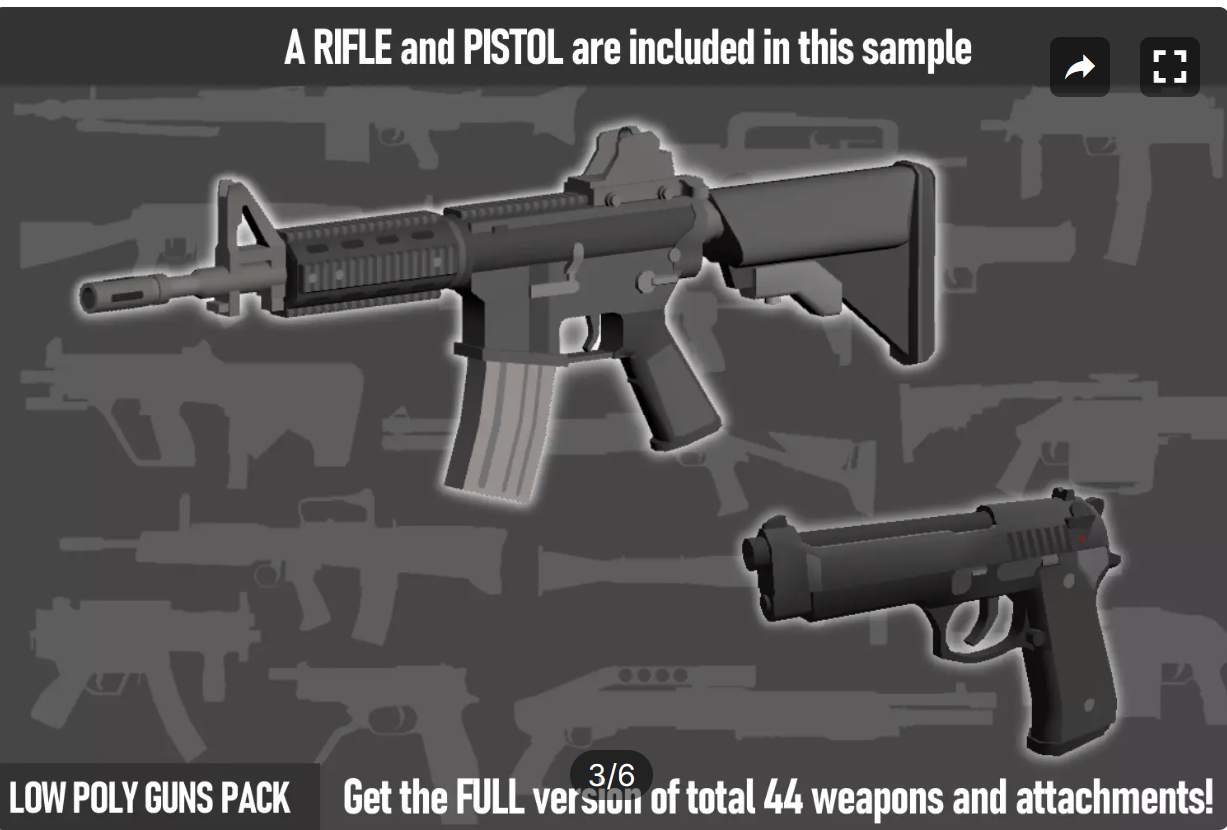 A RIFLE and PISTOL are included in this sample
3/6
LOW POLY GUNS PACK
Get the FULL version of total 44 weapons and attachments!